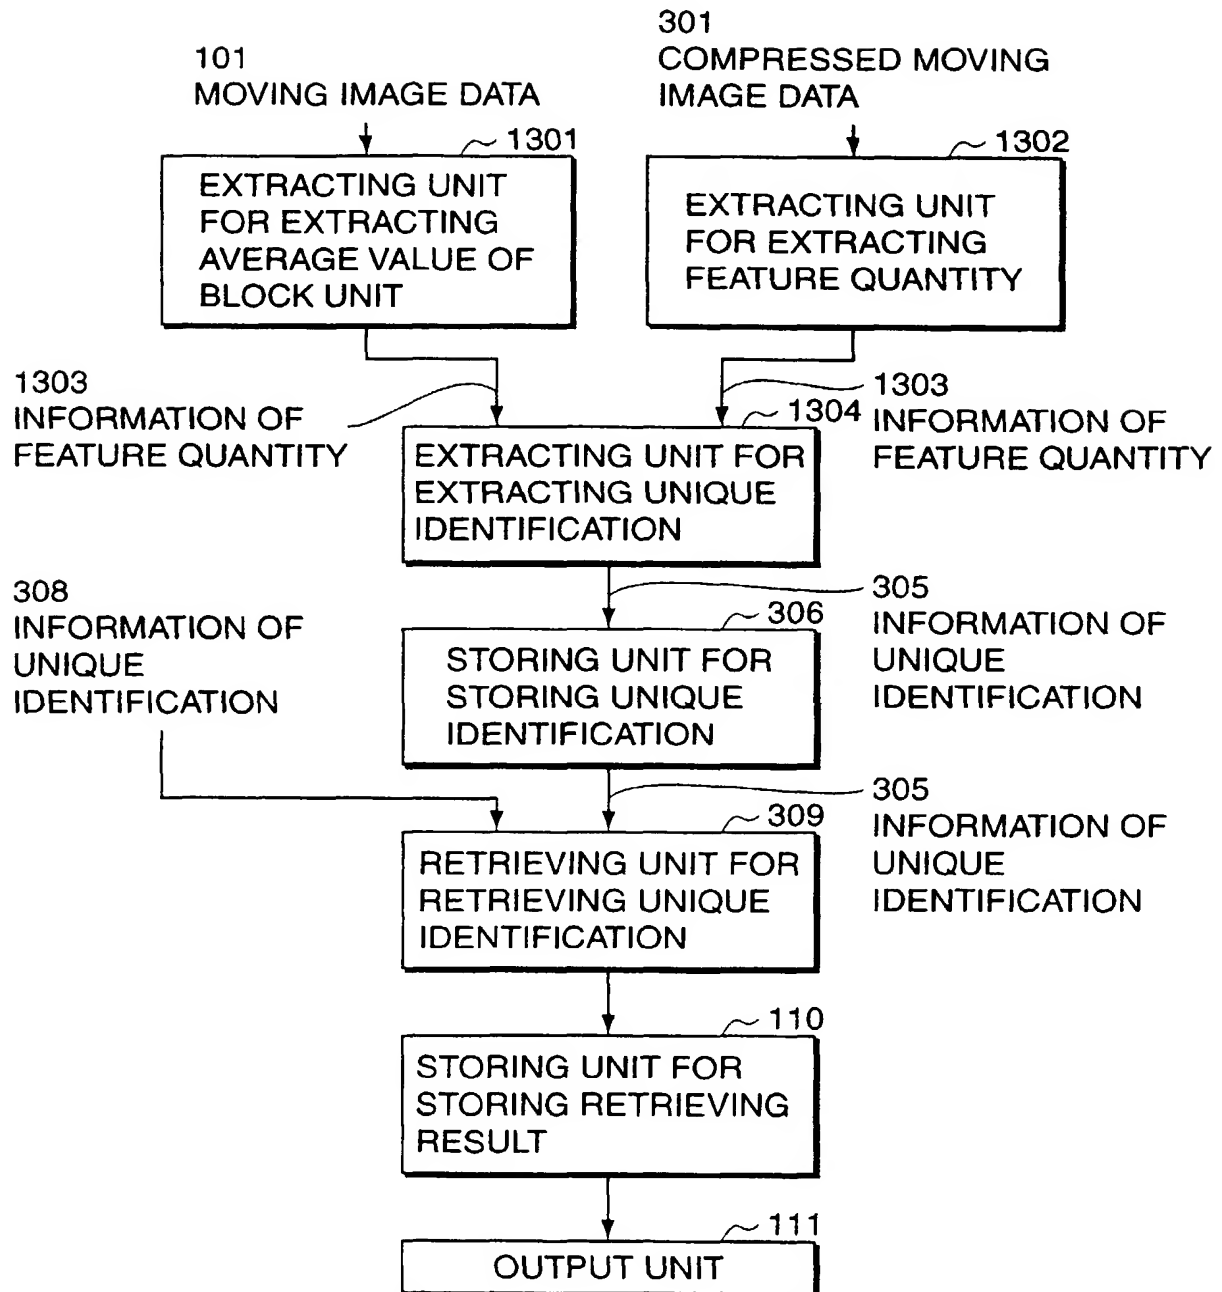 101
MOVING IMAGE DATA
301
COMPRESSED MOVING
IMAGE DATA
1301
EXTRACTING UNIT
FOR EXTRACTING
AVERAGE VALUE OF
BLOCK UNIT
1302
EXTRACTING UNIT
FOR EXTRACTING
FEATURE QUANTITY
1303
INFORMATION OF
FEATURE QUANTITY
1303
INFORMATION OF
FEATURE QUANTITY
1304
EXTRACTING UNIT FOR
EXTRACTING UNIQUE
IDENTIFICATION
308
INFORMATION OF
UNIQUE
IDENTIFICATION
305
INFORMATION OF
UNIQUE
IDENTIFICATION
306
STORING UNIT FOR
STORING UNIQUE
IDENTIFICATION
305
INFORMATION OF
UNIQUE
IDENTIFICATION
309
RETRIEVING UNIT FOR
RETRIEVING UNIQUE
IDENTIFICATION
110
STORING UNIT FOR
STORING RETRIEVING
RESULT
111
OUTPUT UNIT